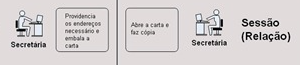 Providencia
os endereços
necessário e
embala a
carta
Secretária
Abre a carta e
faz cópia
Secretária
Sessão
(Relação)